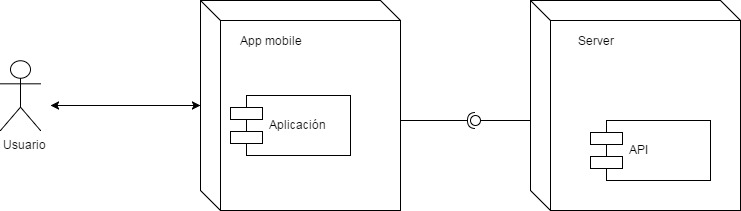 App mobile
Server
Aplicación
API
Usuario